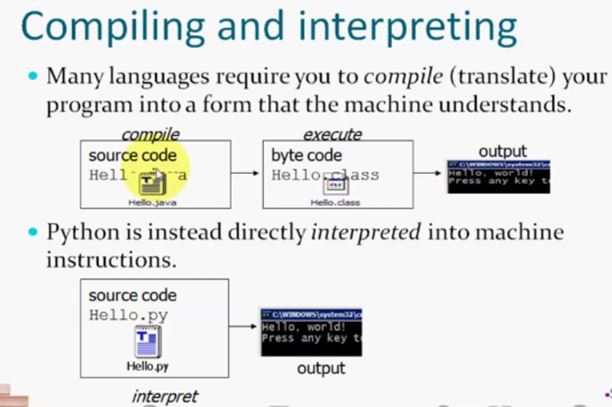 Compiling and interpreting
Many languages require you to compile (translate) your
program into a form that the machine understands.
compile
execute
source code
byte code
output
Hello.class
C:\WINDOWS\system32\c
Hello, world!
Press any key t
Hello.java
Hello.class
Python is instead directly interpreted into machine
instructions.
source code
Hello.py
C:\WINDOWS\system32\c
Hello, world!
Press any key t
Hello.py
output
interpret